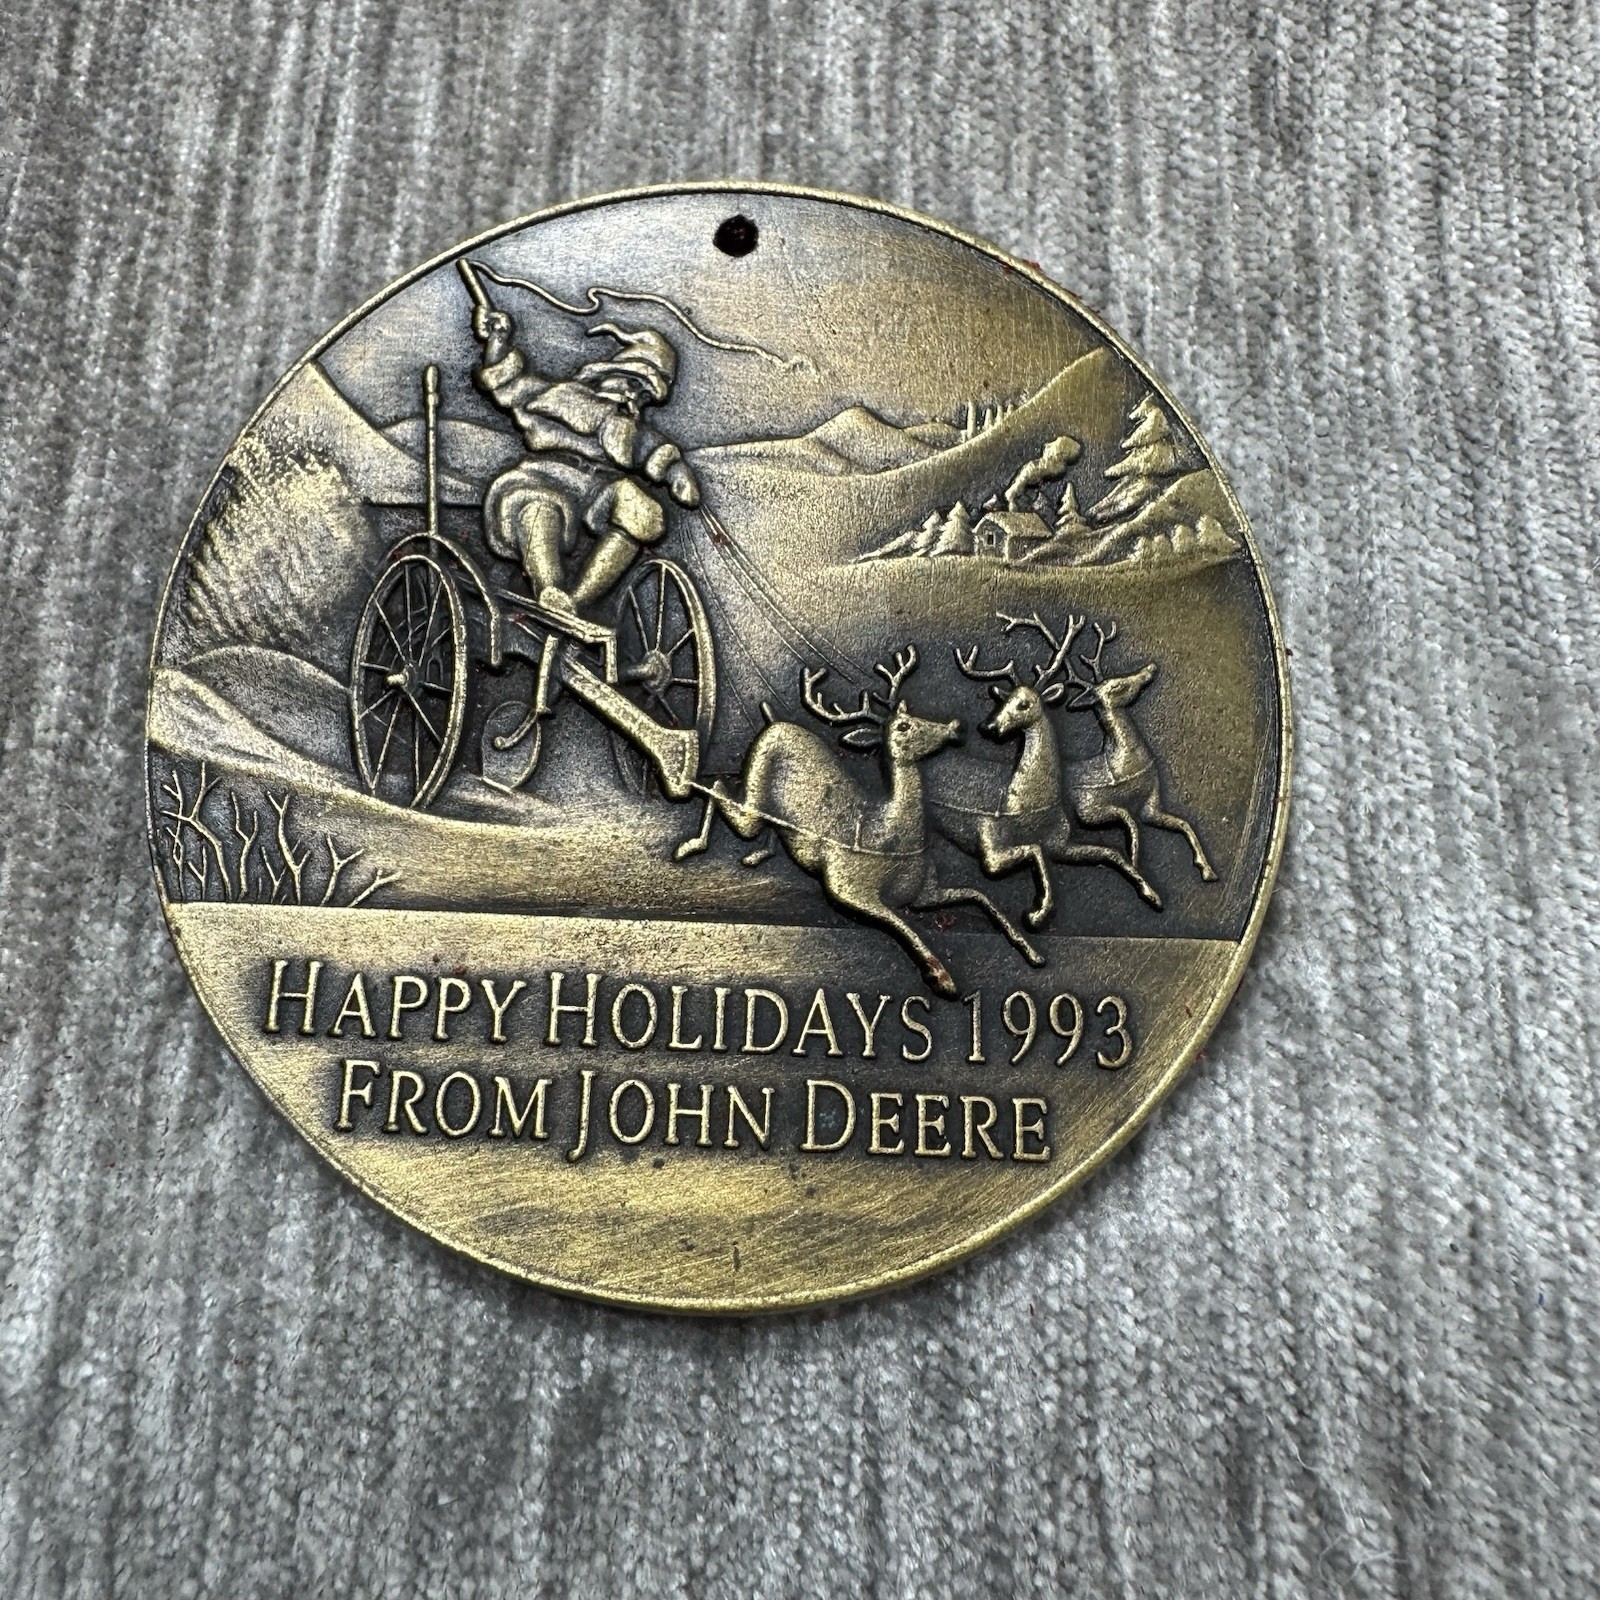 HAPPY HOLIDAYS 1993
FROM JOHN DEERE